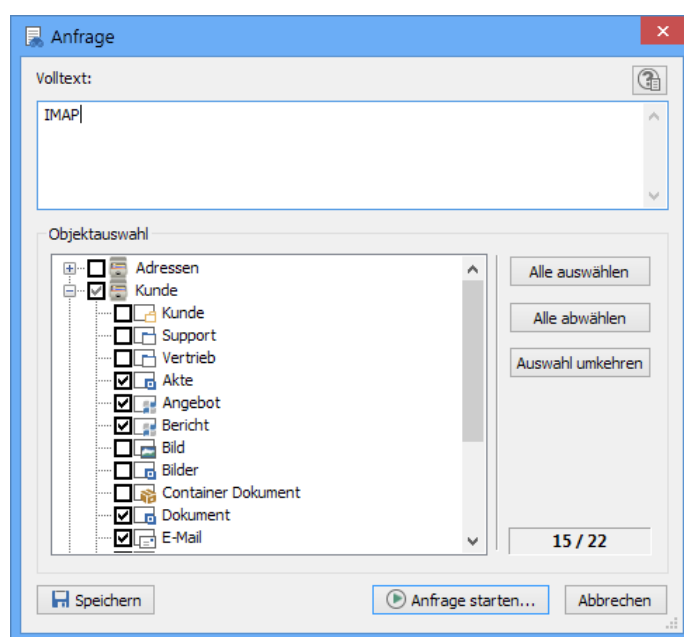 Anfrage
Volltext:
IMAP
Objektauswahl
Adressen
Kunde
Kunde
Support
Vertrieb
Akte
Angebot
Bericht
Bild
Bilder
Container Dokument
Dokument
E-Mail
Alle auswählen
Alle abwählen
Auswahl umkehren
15 / 22
Speichern
Anfrage starten...
Abbrechen